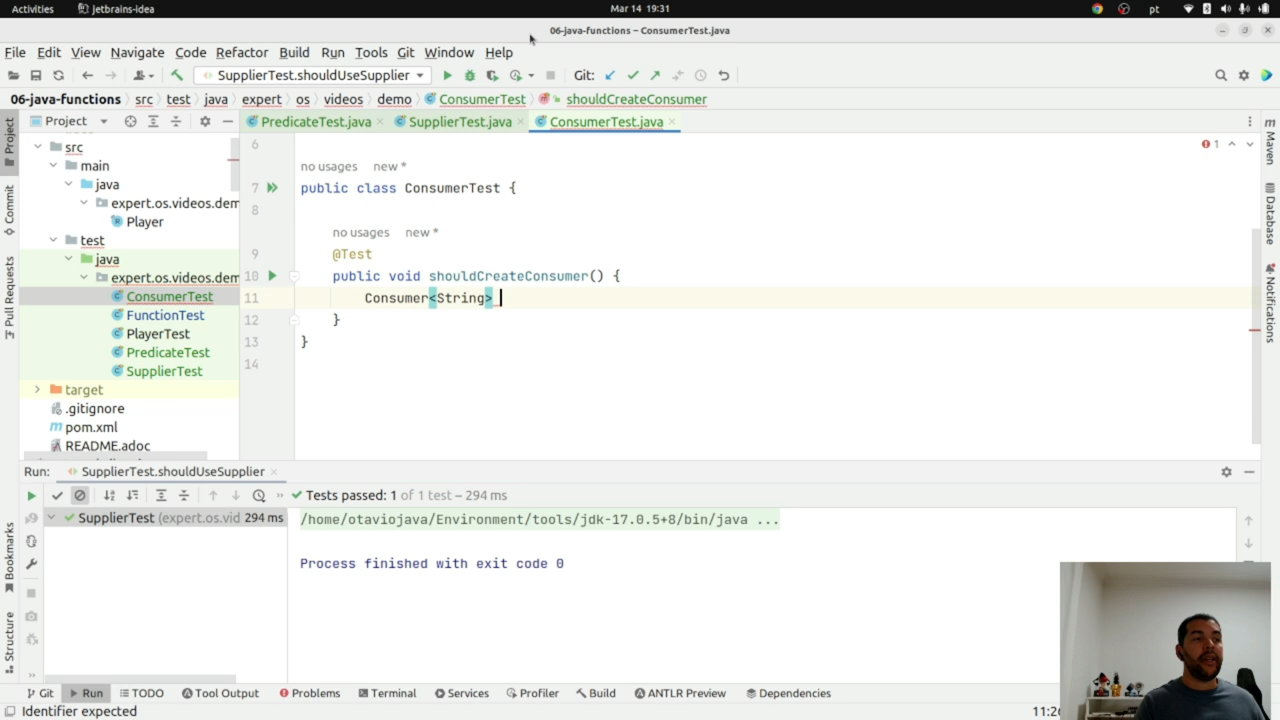 Activities jetbrains-idea Mar 14 19:31 pt
06-java-functions – ConsumerTest.java
File Edit View Navigate Code Refactor Build Run Tools Git Window Help
SupplierTest.shouldUseSupplier Git:
06-java-functions src test java expert os videos demo ConsumerTest shouldCreateConsumer
Project PredicateTest.java SupplierTest.java ConsumerTest.java
Project
Commit
Pull Requests
Bookmarks
Structure
src
main
java
expert.os.videos.dem
Player
test
java
expert.os.videos.dem
ConsumerTest
FunctionTest
PlayerTest
PredicateTest
SupplierTest
target
.gitignore
pom.xml
README.adoc
6
no usages new *
7 public class ConsumerTest {
8
no usages new *
9 @Test
10 public void shouldCreateConsumer() {
11 Consumer<String>
12 }
13 }
14
1
Maven
Database
Notifications
Run: SupplierTest.shouldUseSupplier
Tests passed: 1 of 1 test – 294 ms
SupplierTest (expert.os.vid 294 ms
/home/otaviojava/Environment/tools/jdk-17.0.5+8/bin/java ...
Process finished with exit code 0
Git Run TODO Tool Output Problems Terminal Services Profiler Build ANTLR Preview Dependencies
Identifier expected